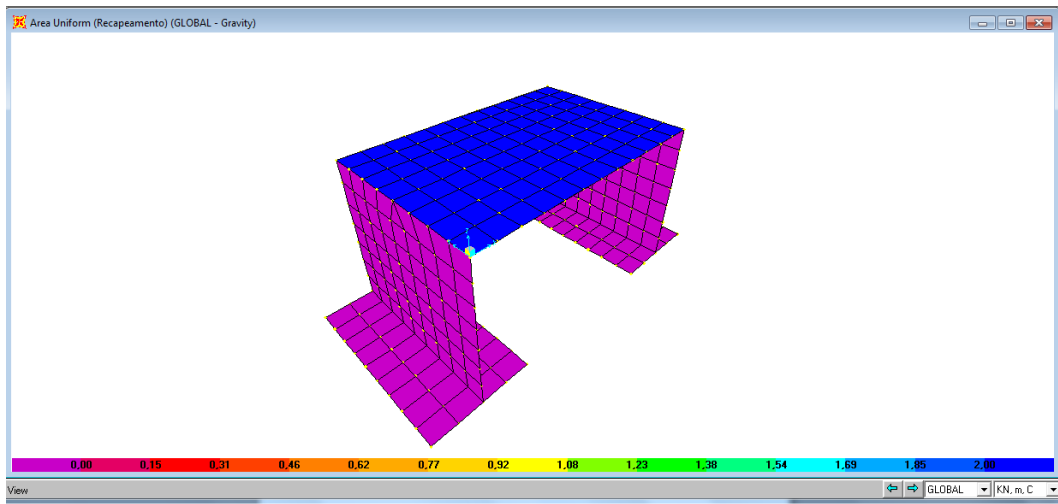 Area Uniform (Recapeamento) (GLOBAL - Gravity)
0,00 0,15 0,31 0,46 0,62 0,77 0,92 1,08 1,23 1,38 1,54 1,69 1,85 2,00
View GLOBAL KN, m, C